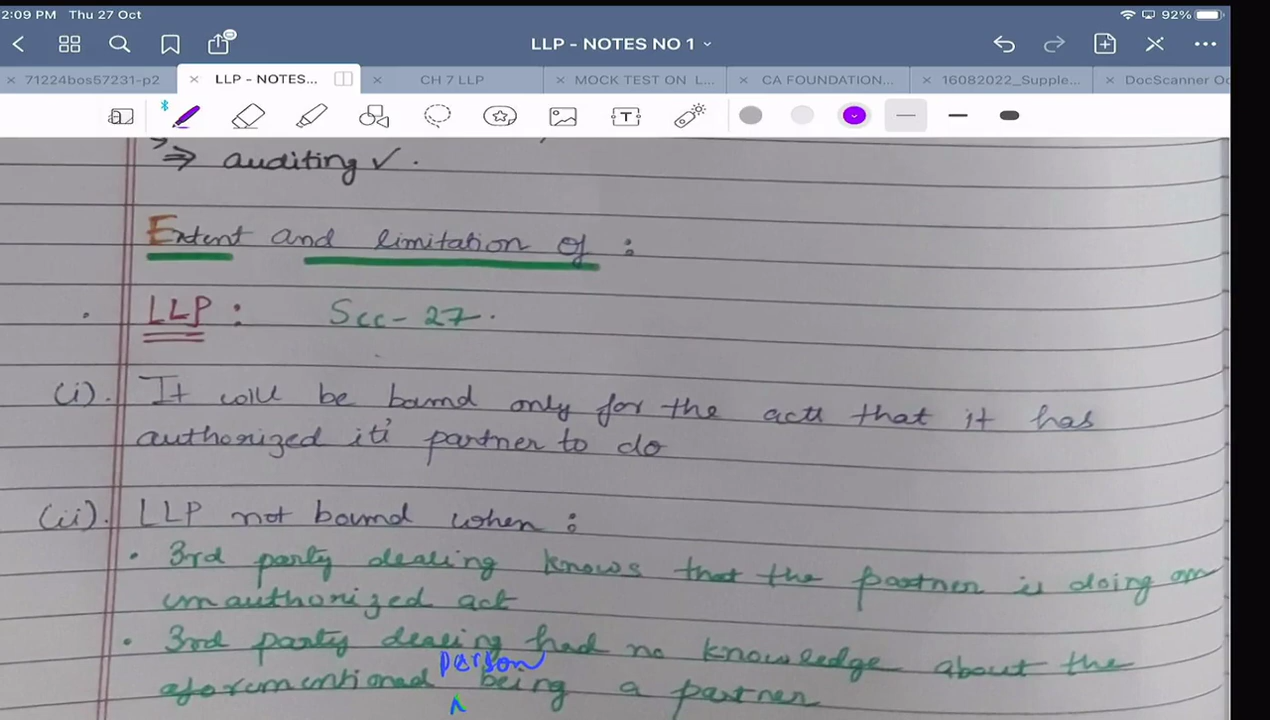 2:09 PM Thu 27 Oct
92%
LLP - NOTES NO 1
71224bos57231-p2
LLP - NOTES...
CH 7 LLP
MOCK TEST ON L...
CA FOUNDATION...
16082022_Supple...
DocScanner Oc
⇒ auditing ✓.
Extent and limitation of :
LLP : Sec- 27.
(i). It will be bound only for the acts that it has
authorized it's partner to do
(ii). LLP not bound when :
• 3rd party dealing knows that the partner is doing an
unauthorized act
• 3rd party dealing had no knowledge about the
person
aforementioned being a partner